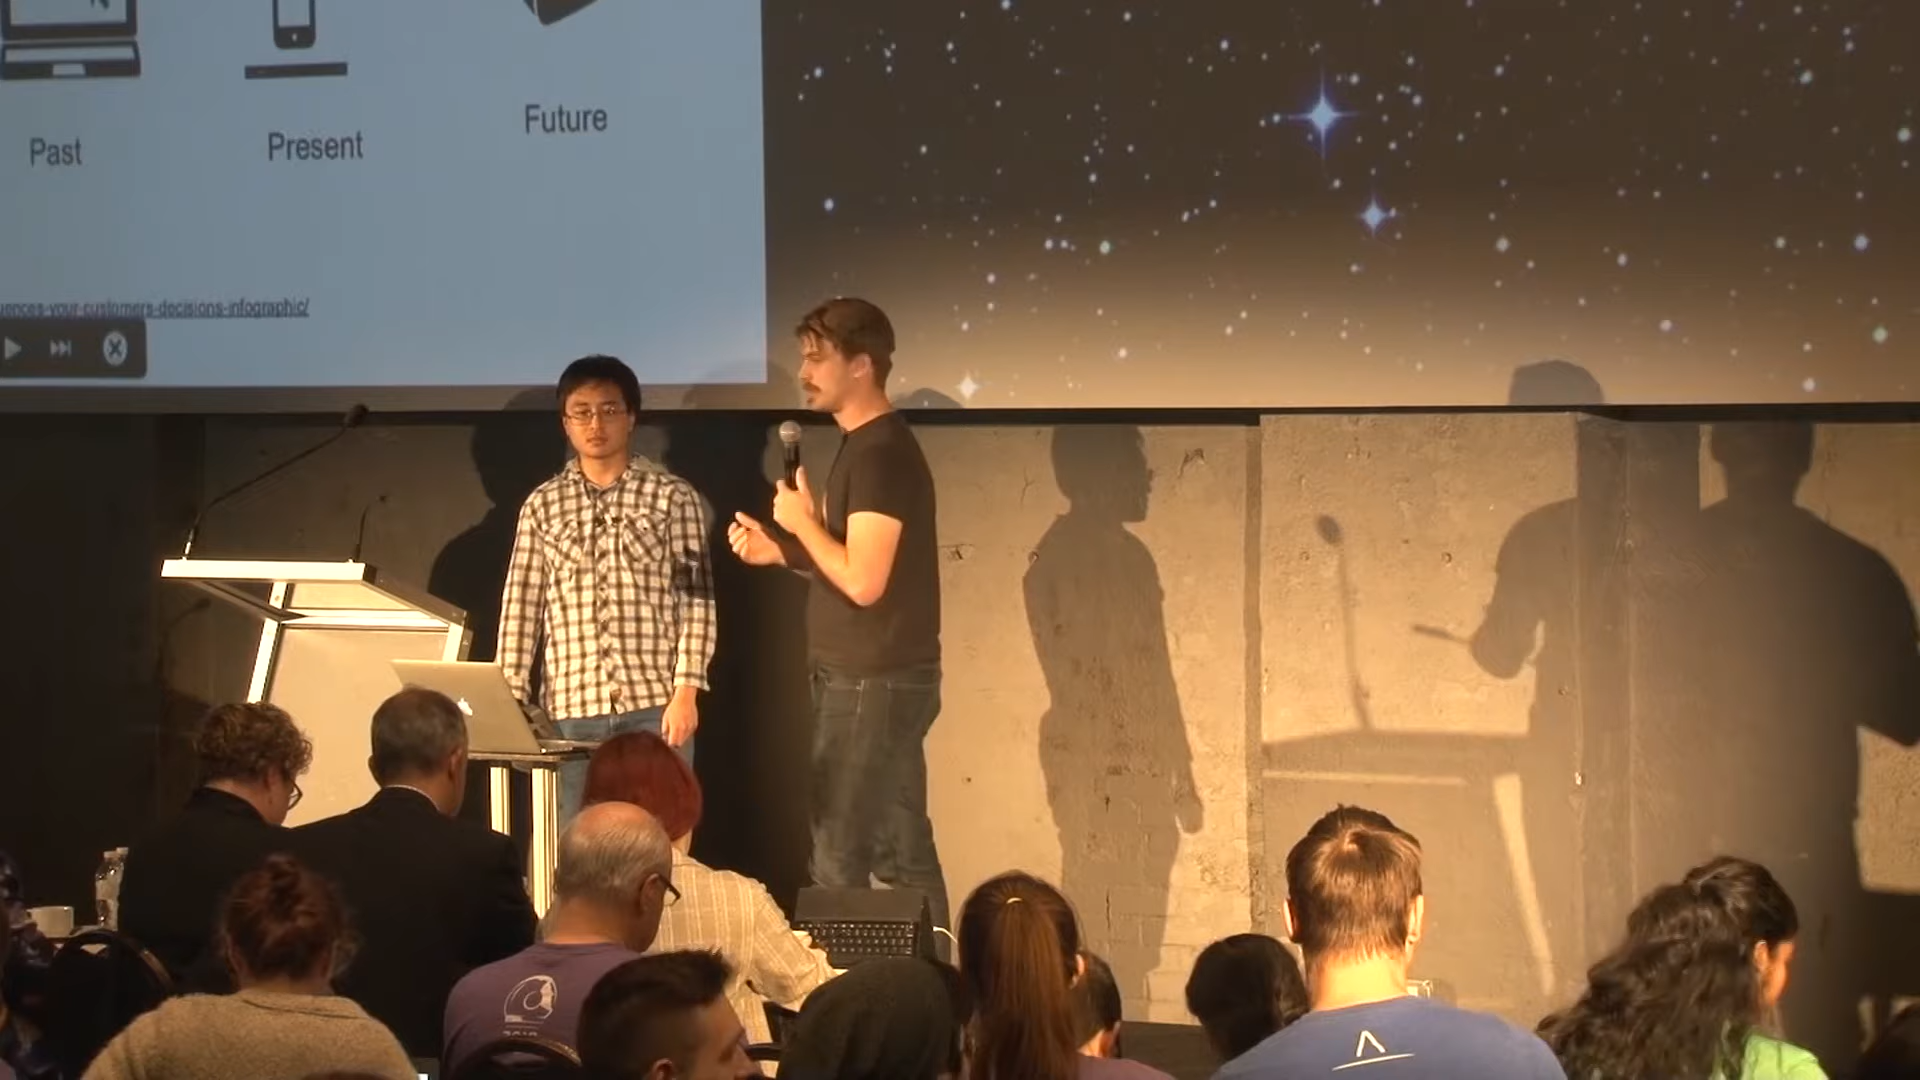 Past
Present
Future
uences-your-customers-decisions-infographic/